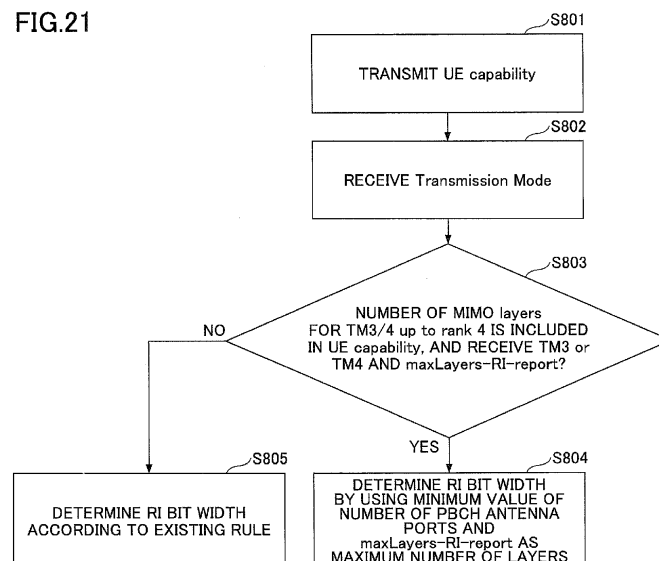 FIG.21
S801
TRANSMIT UE capability
S802
RECEIVE Transmission Mode
S803
NUMBER OF MIMO layers
FOR TM3/4 up to rank 4 IS INCLUDED
IN UE capability, AND RECEIVE TM3 or
TM4 AND maxLayers-RI-report?
NO
YES
S805
DETERMINE RI BIT WIDTH
ACCORDING TO EXISTING RULE
S804
DETERMINE RI BIT WIDTH
BY USING MINIMUM VALUE OF
NUMBER OF PBCH ANTENNA
PORTS AND
maxLayers-RI-report AS
MAXIMUM NUMBER OF LAYERS